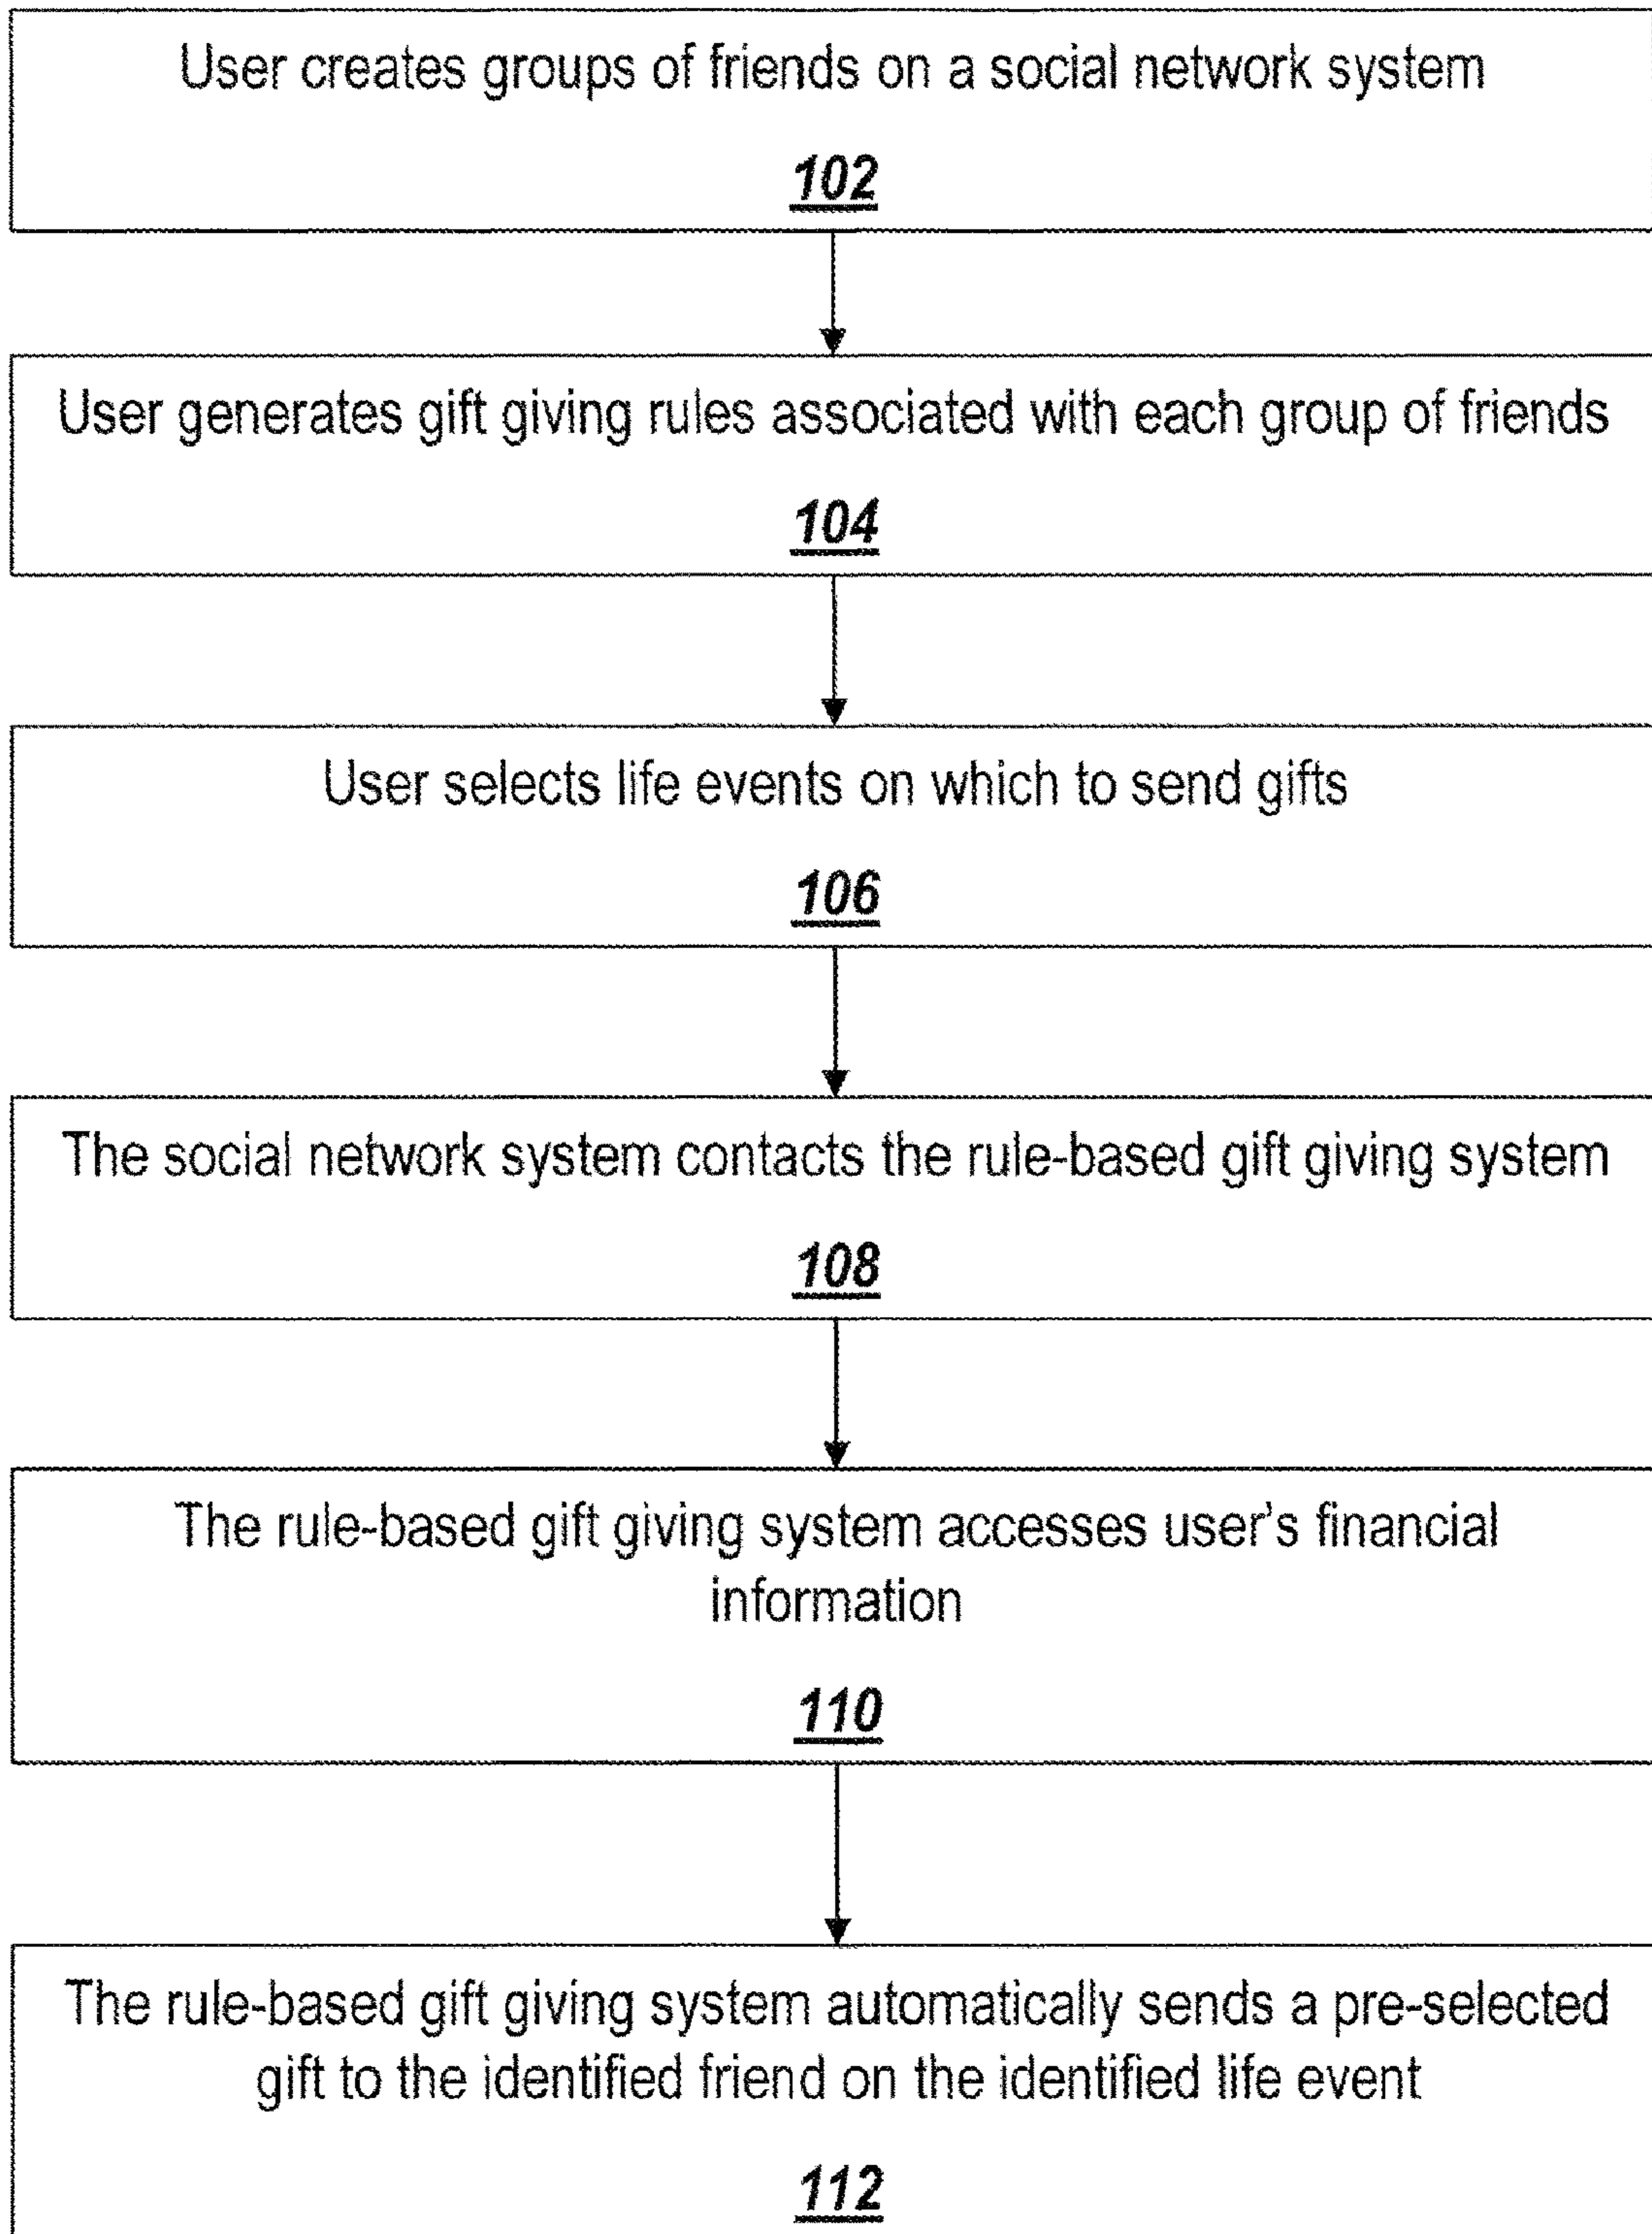 User creates groups of friends on a social network system
102
User generates gift giving rules associated with each group of friends
104
User selects life events on which to send gifts
106
The social network system contacts the rule-based gift giving system
108
The rule-based gift giving system accesses user's financial
information
110
The rule-based gift giving system automatically sends a pre-selected
gift to the identified friend on the identified life event
112